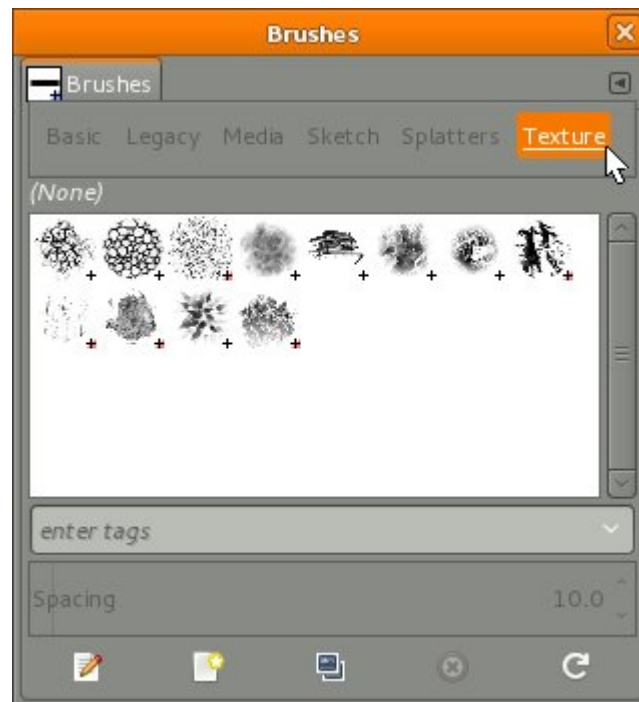 Brushes
Brushes
Basic Legacy Media Sketch Splatters Texture
(None)
enter tags
Spacing 10.0